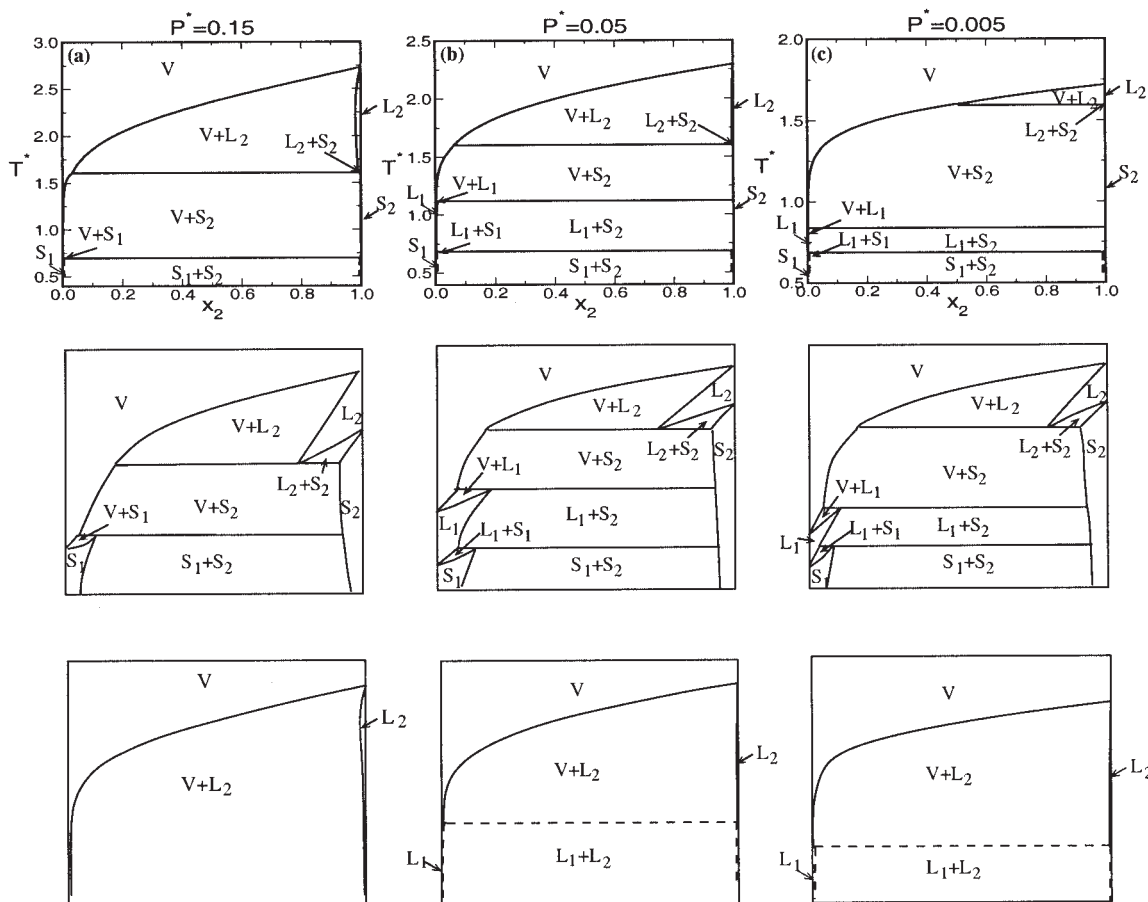 P*=0.15
P*=0.05
P*=0.005
(a)
3.0
2.5
2.0
1.5
1.0
0.5
T*
V
V+L2
L2+S2
L2
V+S2
S2
V+S1
S1
S1+S2
0.0 0.2 0.4 0.6 0.8 1.0
x2
(b)
2.5
2.0
1.5
1.0
0.5
T*
V
V+L2
L2
L2+S2
V+S2
S2
L1
V+L1
L1+S1
L1+S2
S1
S1+S2
0.0 0.2 0.4 0.6 0.8 1.0
x2
(c)
2.0
1.5
1.0
0.5
T*
V
V+L2
L2
L2+S2
V+S2
S2
V+L1
L1
L1+S1
L1+S2
S1
S1+S2
0.0 0.2 0.4 0.6 0.8 1.0
x2
V
L2
V+L2
L2+S2
V+S1
V+S2
S2
S1
S1+S2
V
L2
V+L2
L2+S2
S2
V+S2
V+L1
L1
L1+S2
L1+S1
S1
S1+S2
V
L2
V+L2
L2+S2
S2
V+S2
V+L1
L1
L1+S1
L1+S2
S1
S1+S2
V
L2
V+L2
V
L2
V+L2
L1
L1+L2
V
L2
V+L2
L1
L1+L2